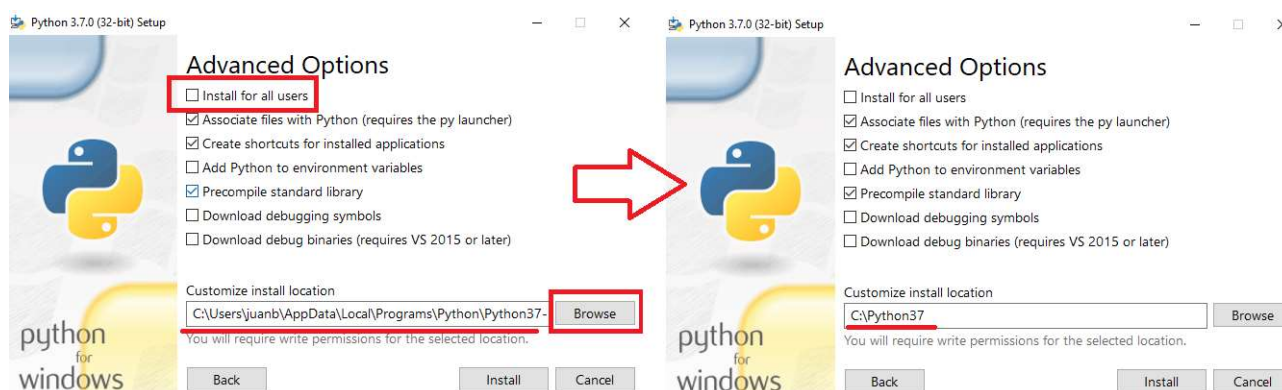 Python 3.7.0 (32-bit) Setup
Advanced Options
Install for all users
Associate files with Python (requires the py launcher)
Create shortcuts for installed applications
Add Python to environment variables
Precompile standard library
Download debugging symbols
Download debug binaries (requires VS 2015 or later)
Customize install location
C:\Users\juanb\AppData\Local\Programs\Python\Python37-
Browse
You will require write permissions for the selected location.
python
for
windows
Back
Install
Cancel
Python 3.7.0 (32-bit) Setup
Advanced Options
Install for all users
Associate files with Python (requires the py launcher)
Create shortcuts for installed applications
Add Python to environment variables
Precompile standard library
Download debugging symbols
Download debug binaries (requires VS 2015 or later)
Customize install location
C:\Python37
Browse
You will require write permissions for the selected location.
python
for
windows
Back
Install
Cancel